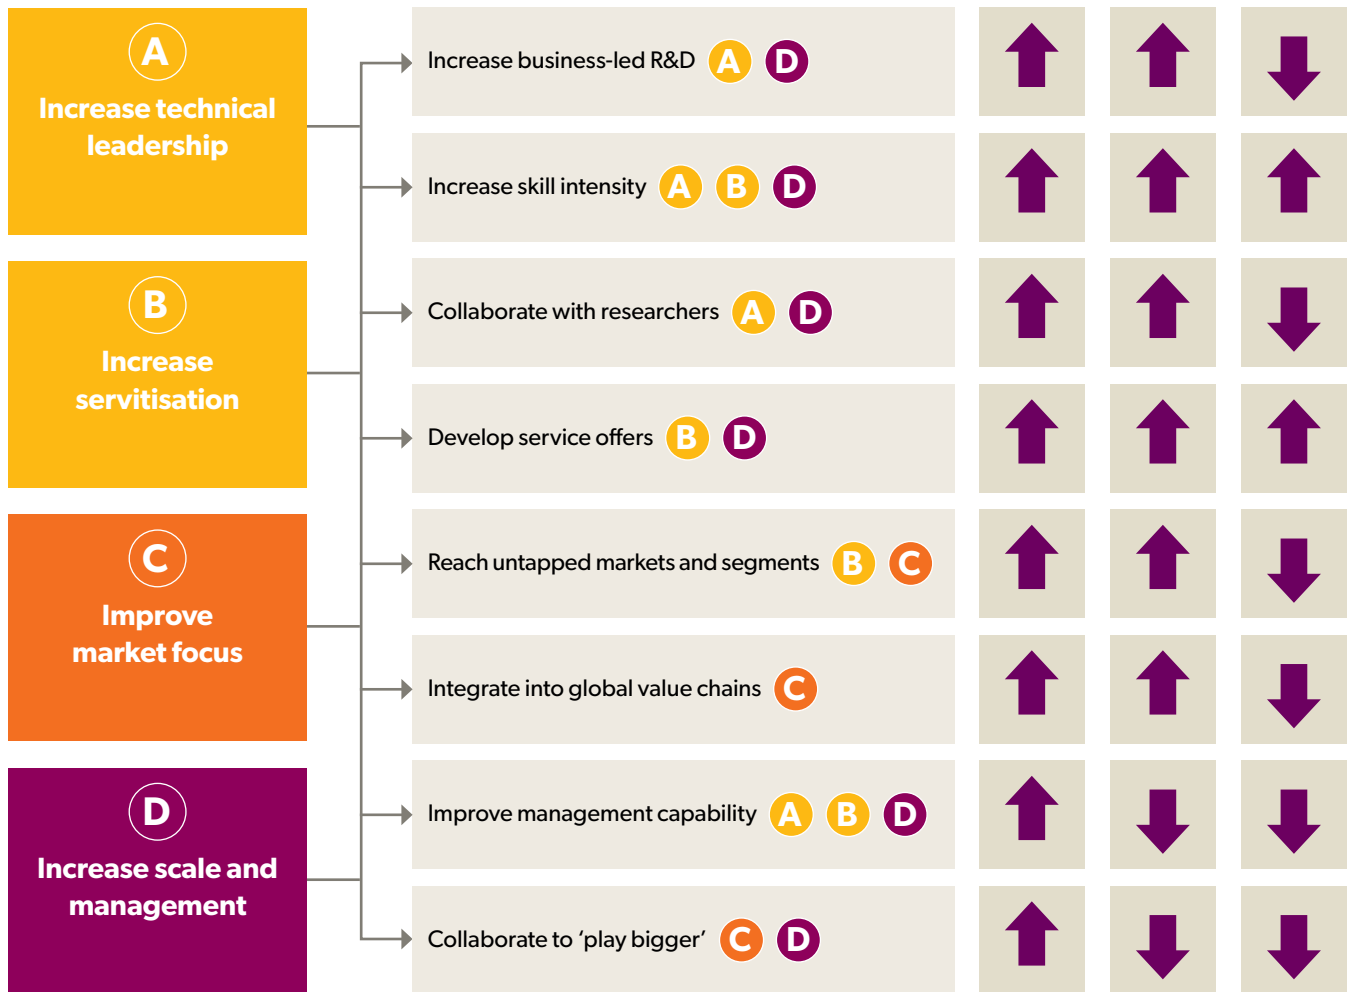 A
Increase technical
leadership
B
Increase
servitisation
C
Improve
market focus
D
Increase scale and
management
Increase business-led R&D A D
Increase skill intensity A B D
Collaborate with researchers A D
Develop service offers B D
Reach untapped markets and segments B C
Integrate into global value chains C
Improve management capability A B D
Collaborate to ‘play bigger’ C D